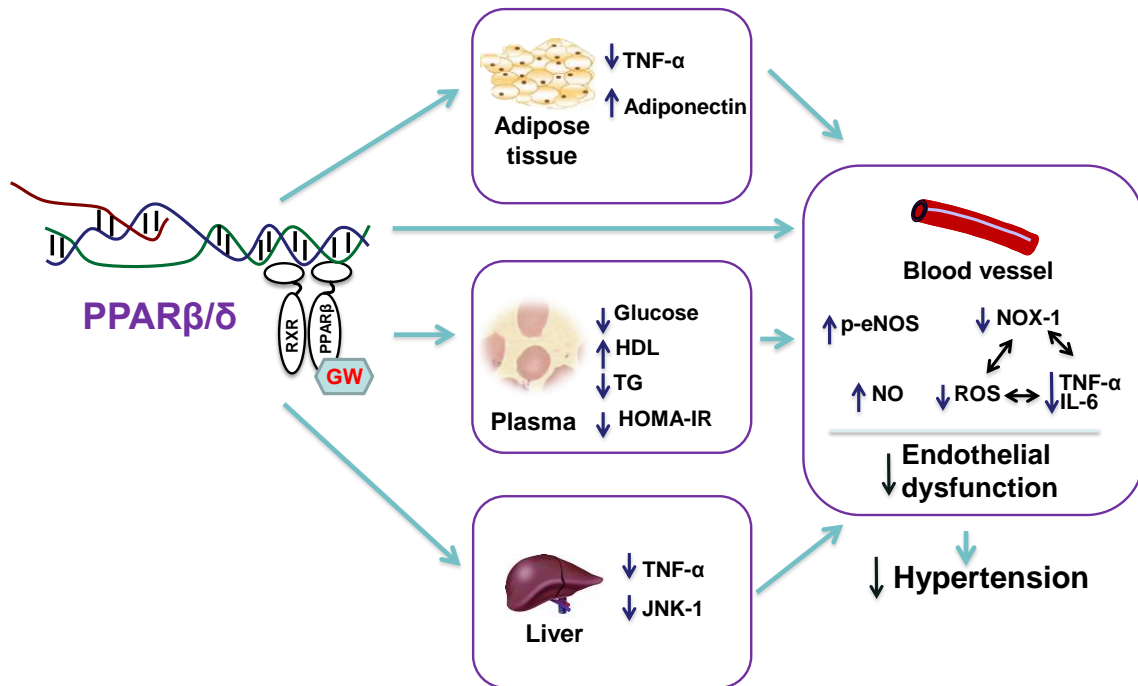 PPARβ/δ
RXR
PPARβ
GW
TNF-α
Adiponectin
Adipose
tissue
Glucose
HDL
TG
HOMA-IR
Plasma
TNF-α
JNK-1
Liver
Blood vessel
p-eNOS
NOX-1
NO
ROS
TNF-α
IL-6
Endothelial
dysfunction
Hypertension